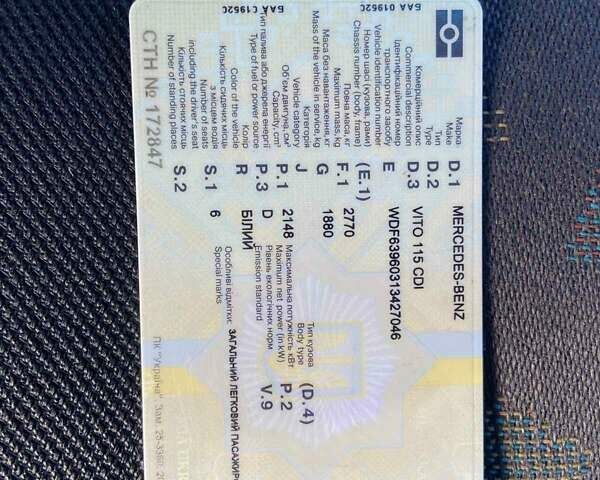 Марка
Make
D.1 MERCEDES-BENZ
Тип
Type
D.2
Комерційний опис
Commercial description
D.3 VITO 115 CDI
Ідентифікаційний номер
транспортного засобу
Vehicle identification number
E WDF63960313427046
Номер шасі (кузова, рами)
Chassis number (body, frame)
(E.1)
Повна маса, кг
Maximum mass, kg
F.1 2770
Маса без навантаження, кг
Mass of the vehicle in service, kg
G 1880
Категорія
Vehicle category
J
Тип кузова
Body type
(D.4) ЗАГАЛЬНИЙ ЛЕГКОВИЙ ПАСАЖИР
Об'єм двигуна, см³
Capacity, cm³
P.1 2148
Максимальна потужність кВт
Maximum net power (in kW)
P.2
Тип палива або джерела енергії
Type of fuel or power source
P.3 D
Рівень екологічних норм
Emission standard
V.9
Колір
Color of the vehicle
R БІЛИЙ
Кількість сидячих місць
з місцем водія
Number of seats
including the driver's seat
S.1 6
Особливі відмітки:
Special marks
Кількість стоячих місць
Number of standing places
S.2
СТН № 172847